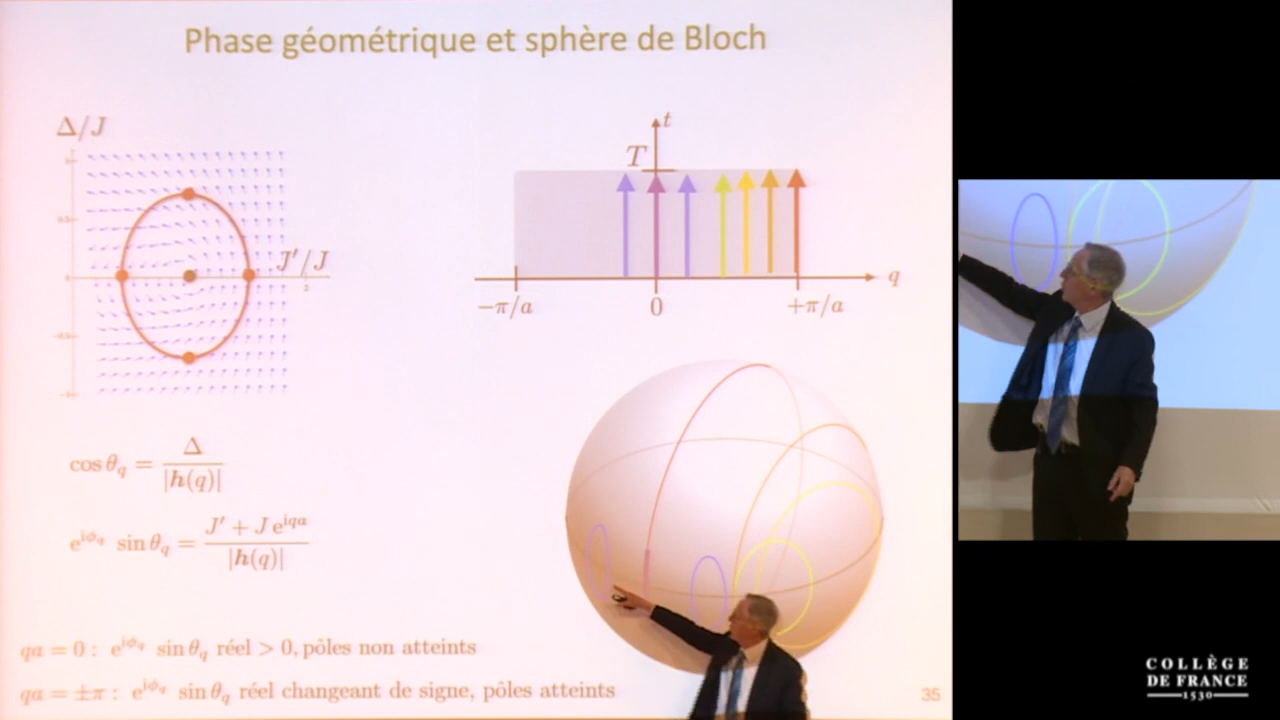 Phase géométrique et sphère de Bloch
Δ/J
J′/J
t
T
q
−π/a
0
+π/a
cos θ_q = Δ / |h(q)|
e^{iϕ_q} sin θ_q = (J′ + J e^{iqa}) / |h(q)|
qa = 0 : e^{iϕ_q} sin θ_q réel > 0, pôles non atteints
qa = ±π : e^{iϕ_q} sin θ_q réel changeant de signe, pôles atteints
35
COLLÈGE
DE FRANCE
1530